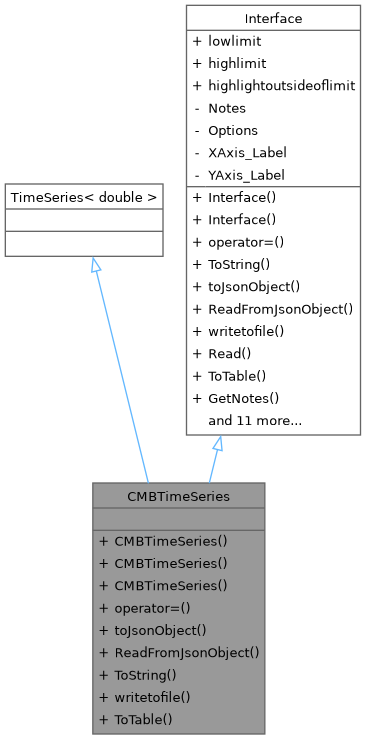 Interface
+ lowlimit
+ highlimit
+ highlightoutsideoflimit
- Notes
- Options
- XAxis_Label
- YAxis_Label
+ Interface()
+ Interface()
+ operator=()
+ ToString()
+ toJsonObject()
+ ReadFromJsonObject()
+ writetofile()
+ Read()
+ ToTable()
+ GetNotes()
and 11 more...
TimeSeries< double >
CMBTimeSeries
+ CMBTimeSeries()
+ CMBTimeSeries()
+ CMBTimeSeries()
+ operator=()
+ toJsonObject()
+ ReadFromJsonObject()
+ ToString()
+ writetofile()
+ ToTable()